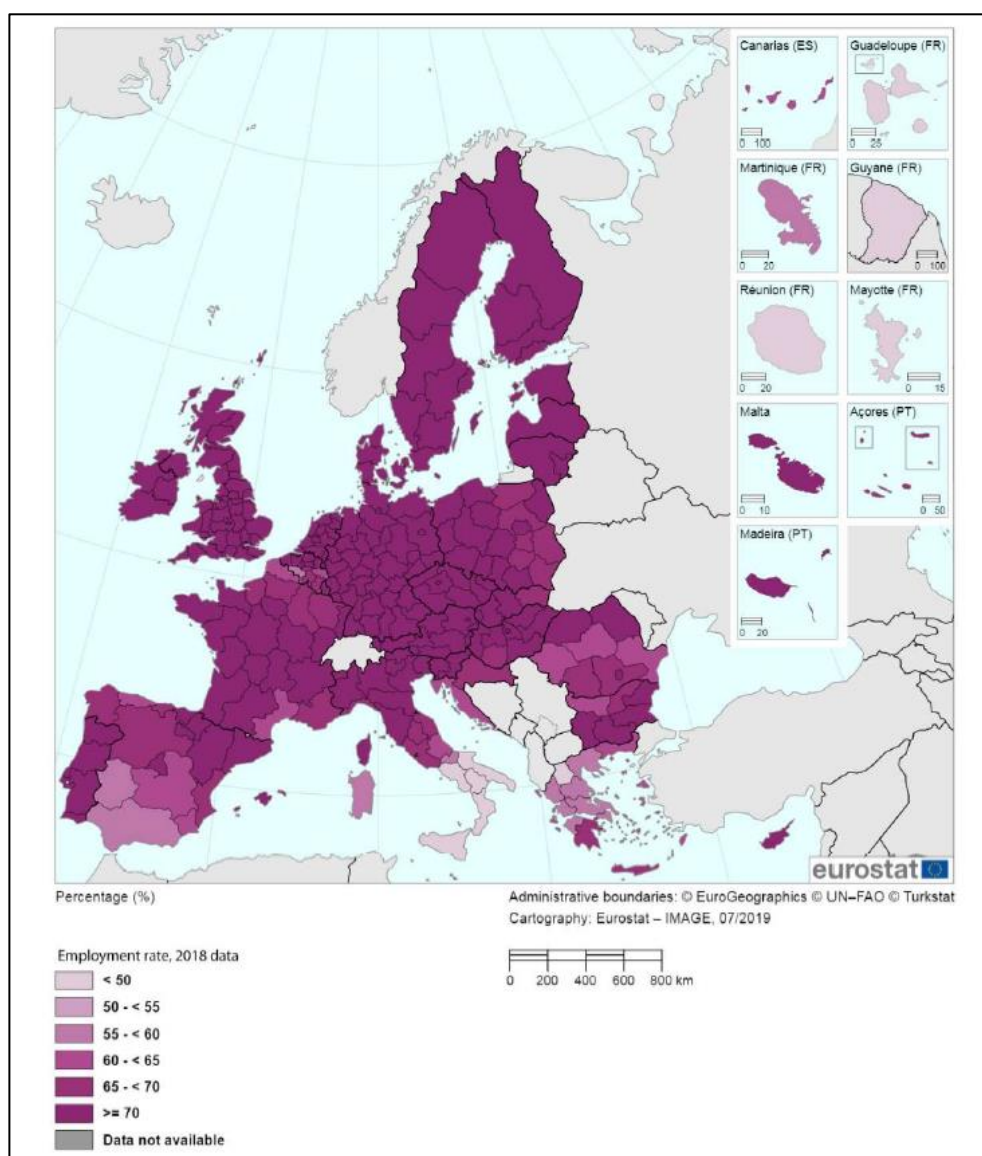 Canarias (ES)
0 100
Guadeloupe (FR)
0 25
Martinique (FR)
0 20
Guyane (FR)
0 100
Réunion (FR)
0 20
Mayotte (FR)
0 15
Malta
0 10
Açores (PT)
0 50
Madeira (PT)
0 20
eurostat
Percentage (%)
Administrative boundaries: © EuroGeographics © UN–FAO © Turkstat
Cartography: Eurostat – IMAGE, 07/2019
0 200 400 600 800 km
Employment rate, 2018 data
< 50
50 - < 55
55 - < 60
60 - < 65
65 - < 70
>= 70
Data not available